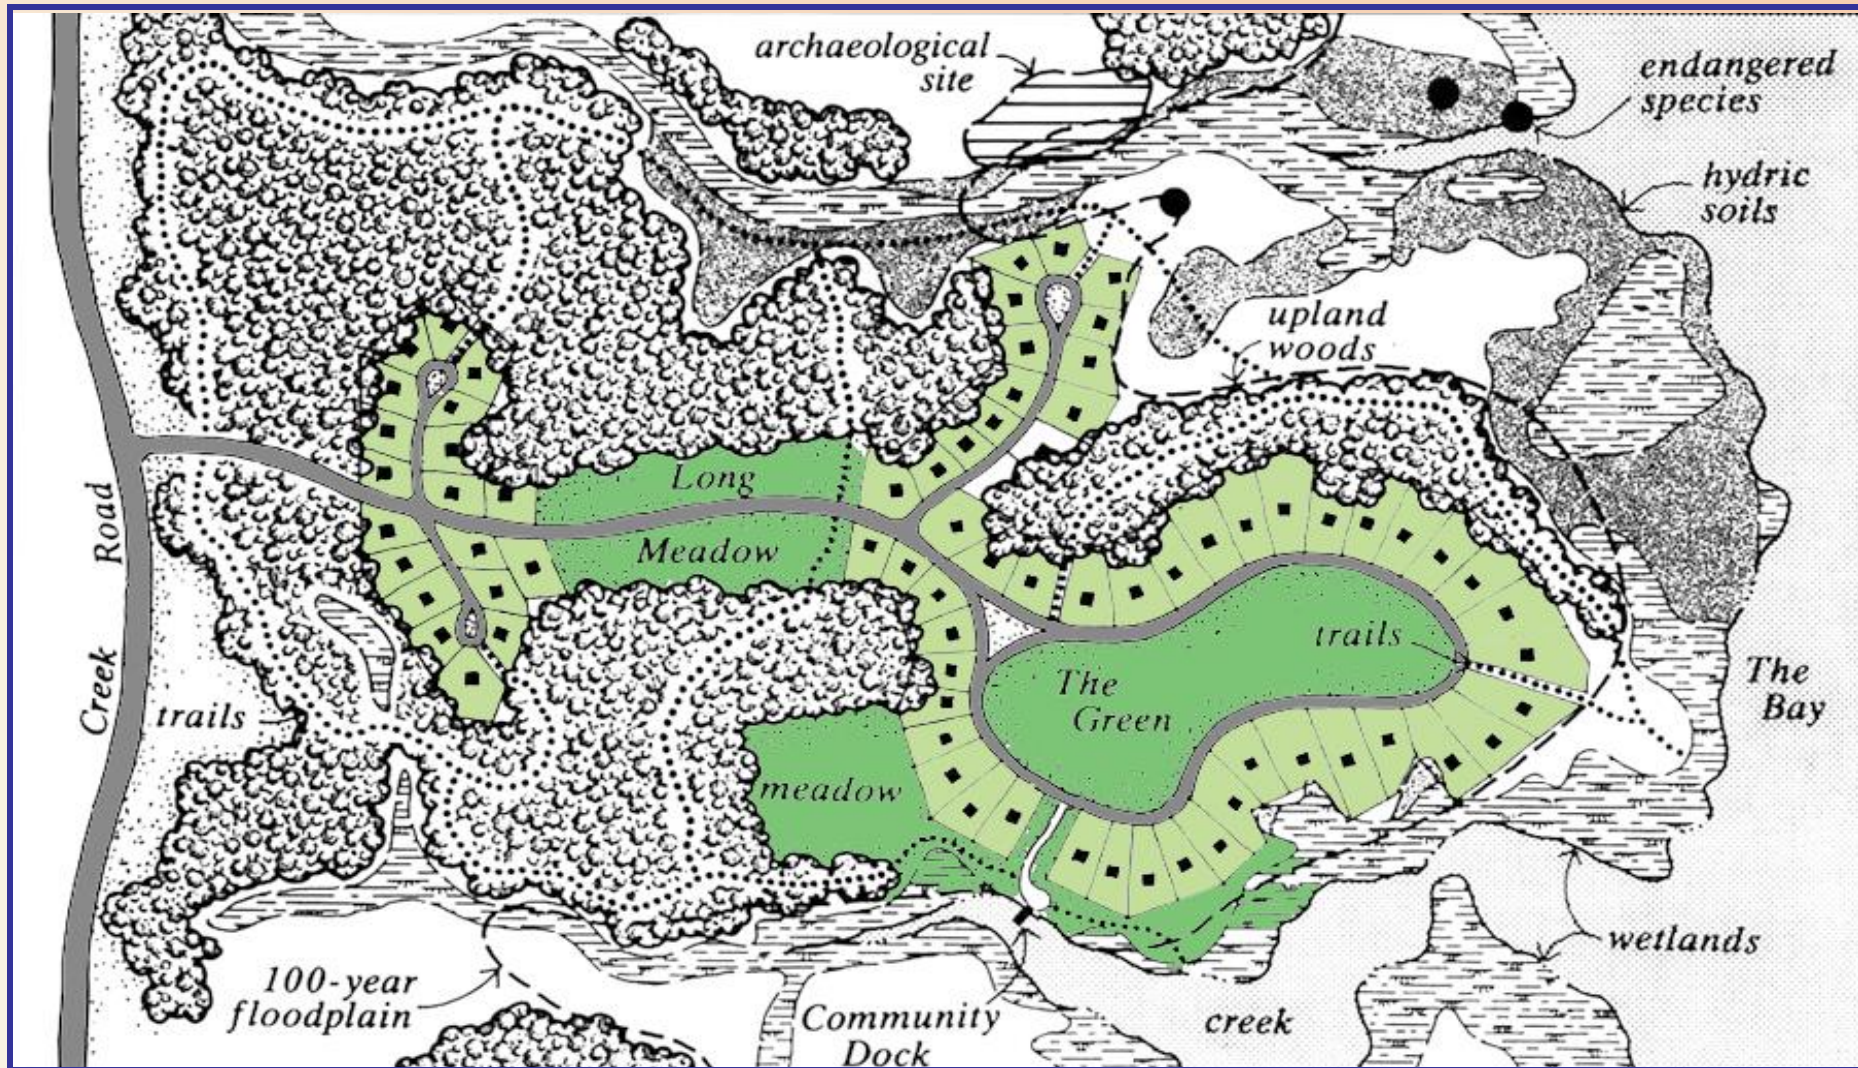 archaeological
site
endangered
species
hydric
soils
upland
woods
Long
Meadow
Creek Road
trails
The
Green
trails
The
Bay
meadow
wetlands
100-year
floodplain
Community
Dock
creek